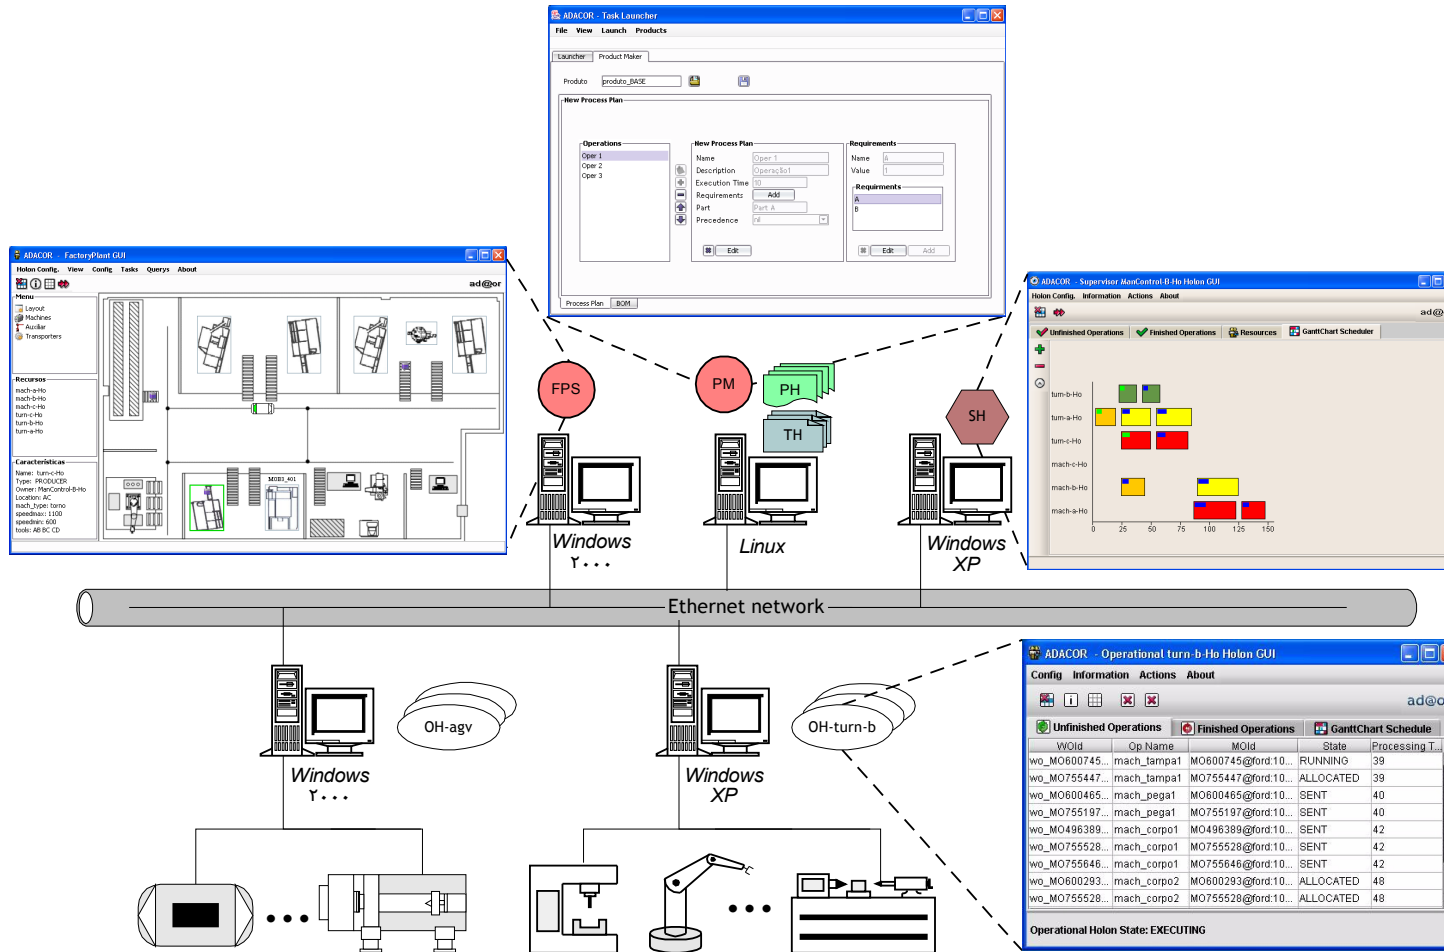 ADACOR - Task Launcher
File View Launch Products
Launcher Product Maker
Produto produto_BASE
New Process Plan
Operations
Oper 1
Oper 2
Oper 3
New Process Plan
Name Oper 1
Description Operação1
Execution Time 10
Requirements Add
Part Part A
Precedence nil
Edit
Requirements
Name A
Value 1
Requirments
A
B
Edit Add
Process Plan BOM
ADACOR - FactoryPlant GUI
Holon Config. View Config Tasks Querys About
ad@or
Menu
Layout
Machines
Auxiliar
Transporters
Recursos
mach-a-Ho
mach-b-Ho
mach-c-Ho
turn-c-Ho
turn-b-Ho
turn-a-Ho
Características
Name: turn-c-Ho
Type: PRODUCER
Owner: ManControl-B-Ho
Location: AC
mach_type: torno
speedmax: 1100
speedmin: 600
tools: AB BC CD
M0B3_401
ADACOR - Supervisor ManControl-B-Ho Holon GUI
Holon Config. Information Actions About
ad@
Unfinished Operations Finished Operations Resources GanttChart Scheduler
turn-b-Ho
turn-a-Ho
turn-c-Ho
mach-c-Ho
mach-b-Ho
mach-a-Ho
0 25 50 75 100 125 150
FPS
PM
PH
TH
SH
Windows
٢٠٠٠
Linux
Windows
XP
Ethernet network
OH-agv
OH-turn-b
Windows
٢٠٠٠
Windows
XP
ADACOR - Operational turn-b-Ho Holon GUI
Config Information Actions About
ad@o
Unfinished Operations Finished Operations GanttChart Schedule
WOId Op Name MOId State Processing T...
wo_MO600745... mach_tampa1 MO600745@ford:10... RUNNING 39
wo_MO755447... mach_tampa1 MO755447@ford:10... ALLOCATED 39
wo_MO600465... mach_pega1 MO600465@ford:10... SENT 40
wo_MO755197... mach_pega1 MO755197@ford:10... SENT 40
wo_MO496389... mach_corpo1 MO496389@ford:10... SENT 42
wo_MO755528... mach_corpo1 MO755528@ford:10... SENT 42
wo_MO755646... mach_corpo1 MO755646@ford:10... SENT 42
wo_MO600293... mach_corpo2 MO600293@ford:10... ALLOCATED 48
wo_MO755528... mach_corpo2 MO755528@ford:10... ALLOCATED 48
Operational Holon State: EXECUTING